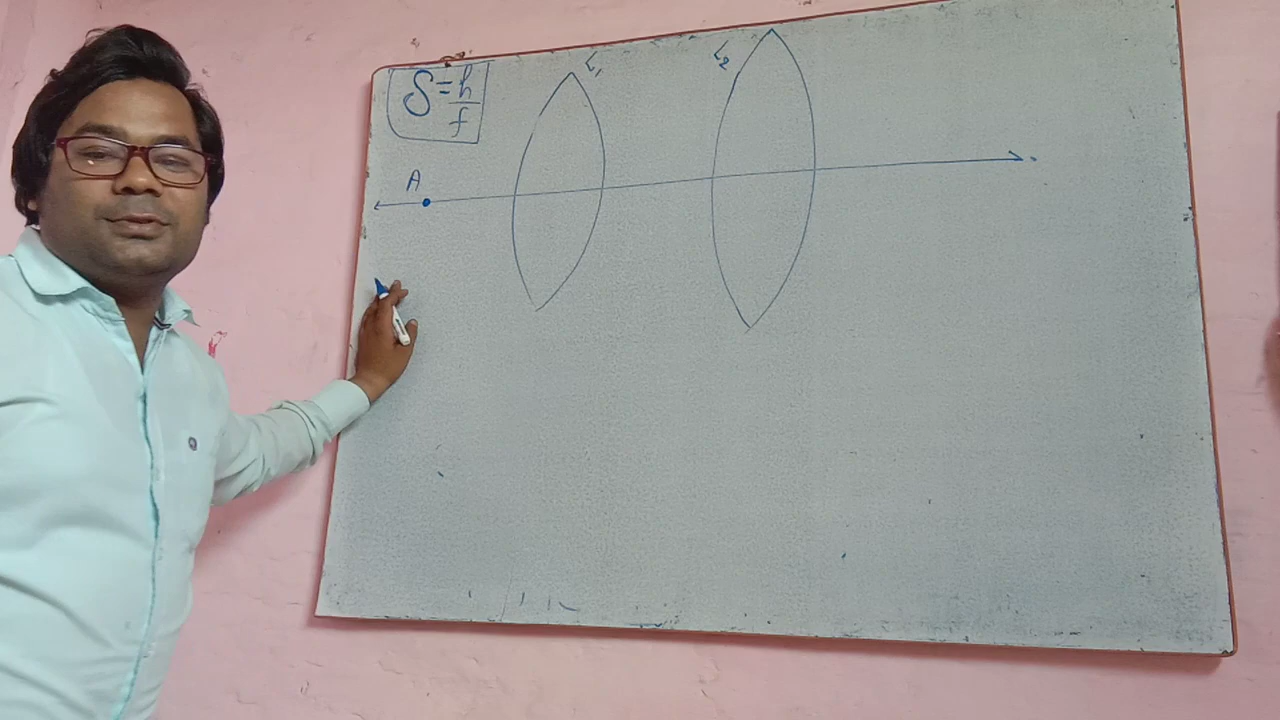 δ = h/f
L₁
L₂
A